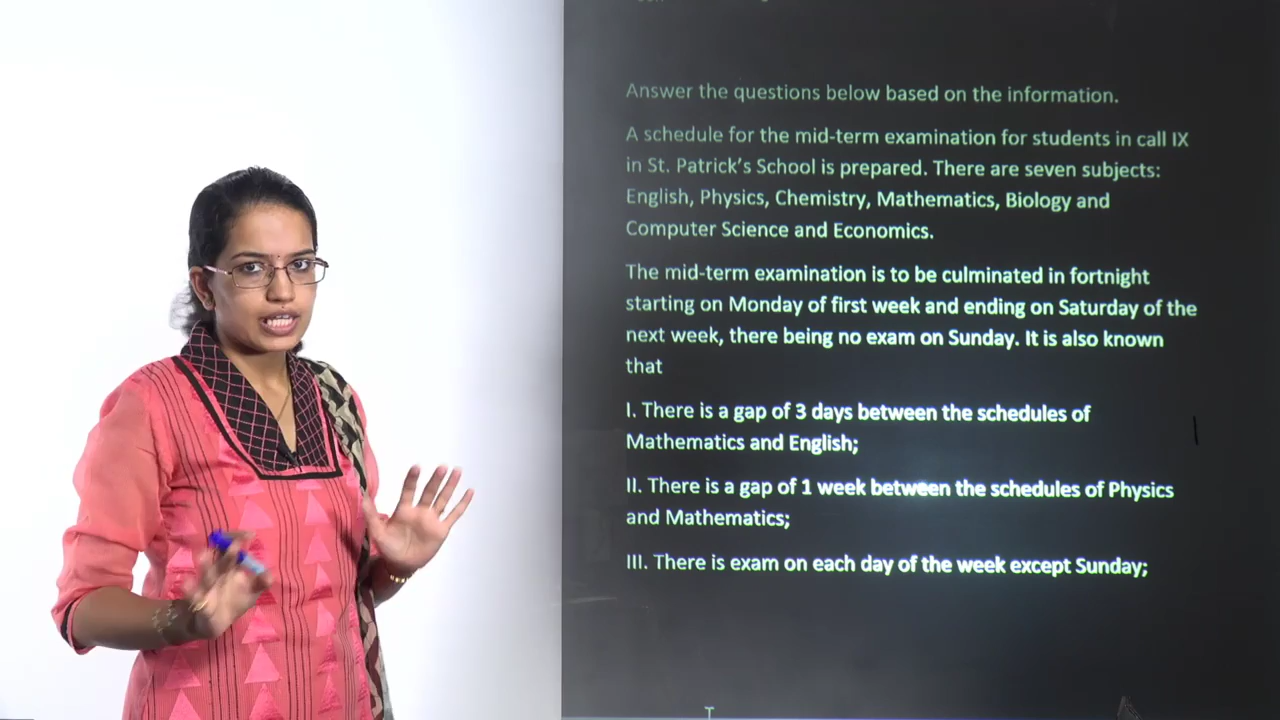 Answer the questions below based on the information.
A schedule for the mid-term examination for students in call IX
in St. Patrick's School is prepared. There are seven subjects:
English, Physics, Chemistry, Mathematics, Biology and
Computer Science and Economics.
The mid-term examination is to be culminated in fortnight
starting on Monday of first week and ending on Saturday of the
next week, there being no exam on Sunday. It is also known
that
I. There is a gap of 3 days between the schedules of
Mathematics and English;
II. There is a gap of 1 week between the schedules of Physics
and Mathematics;
III. There is exam on each day of the week except Sunday;